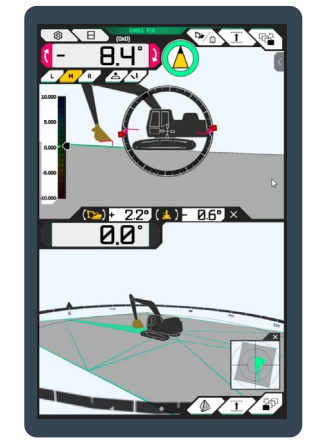 GNSS FIX
(0x0)
- 8.4°
L M R
10.000
5.000
0.000
-5.000
-10.000
+ 2.2° - 0.6° ×
0.0°
S